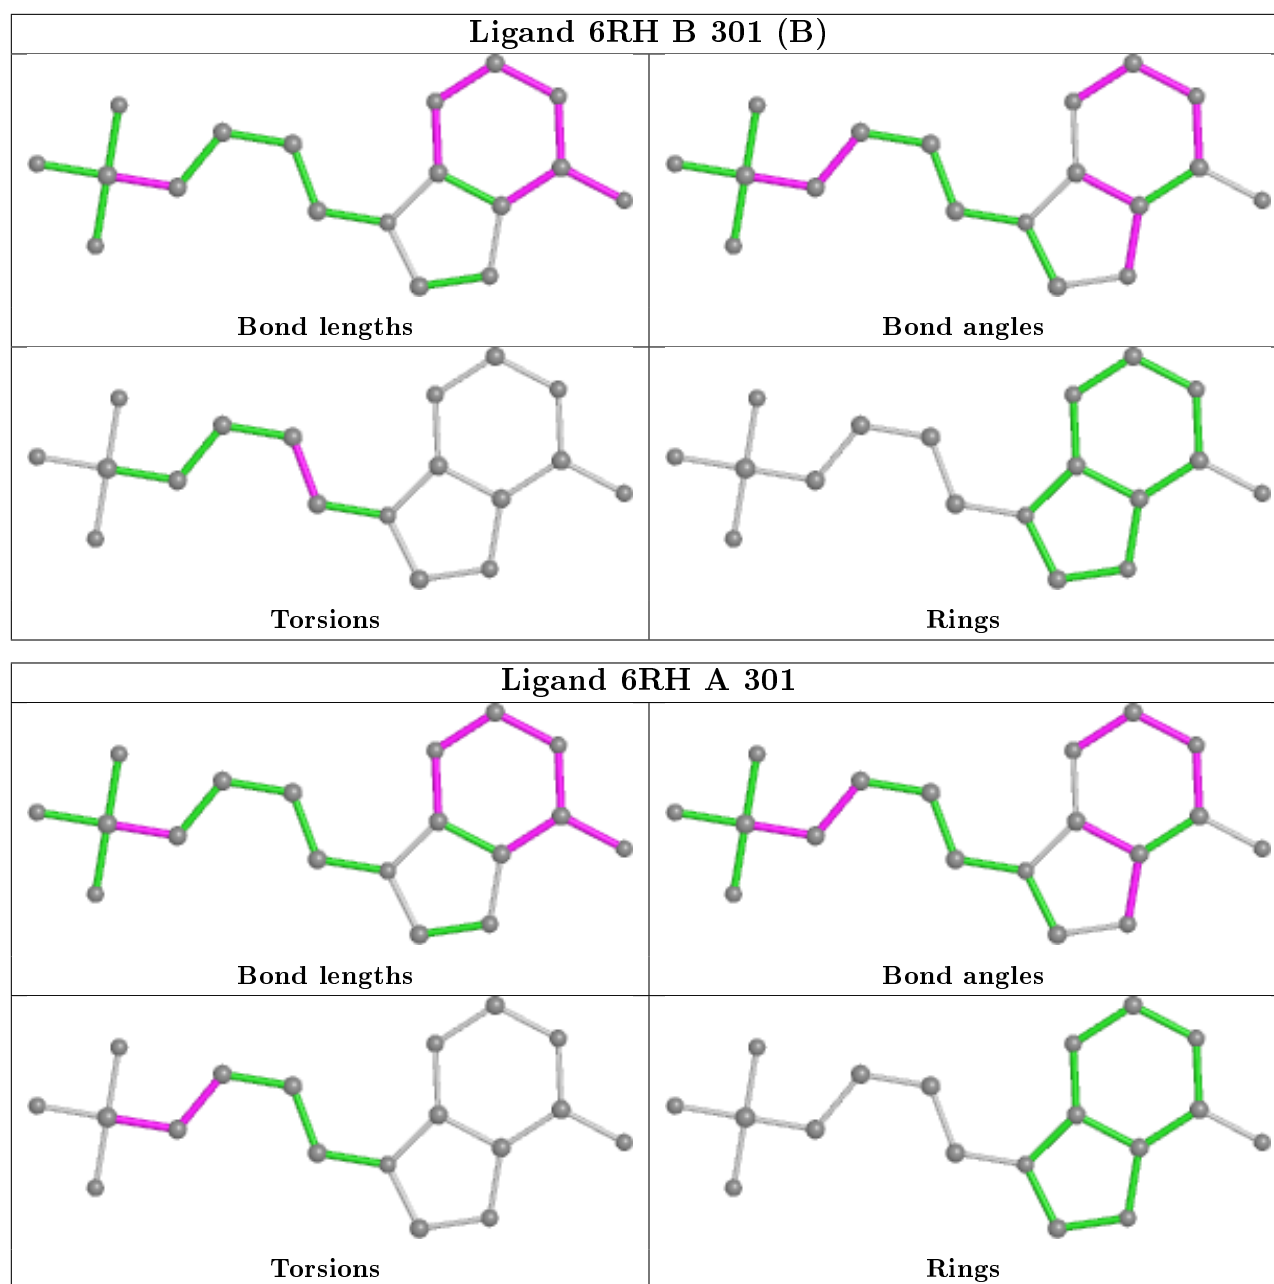 Ligand 6RH B 301 (B)
Bond lengths
Bond angles
Torsions
Rings
Ligand 6RH A 301
Bond lengths
Bond angles
Torsions
Rings